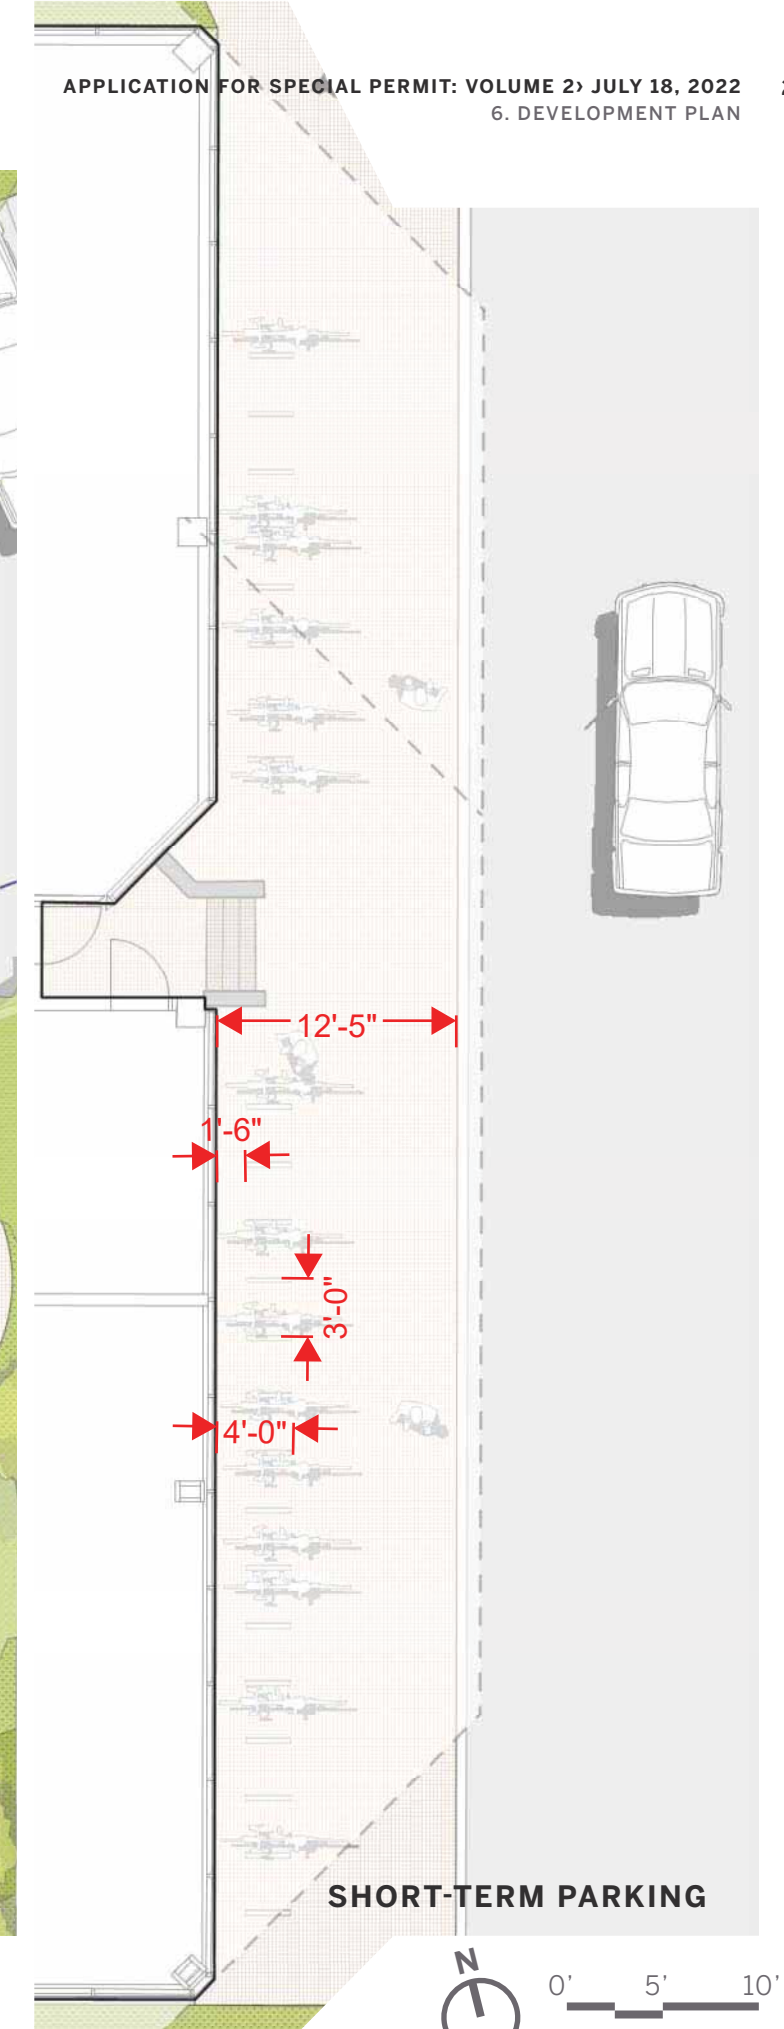 APPLICATION FOR SPECIAL PERMIT: VOLUME 2› JULY 18, 2022
6. DEVELOPMENT PLAN
12'-5"
1'-6"
3'-0"
4'-0"
SHORT-TERM PARKING
N
0' 5' 10'